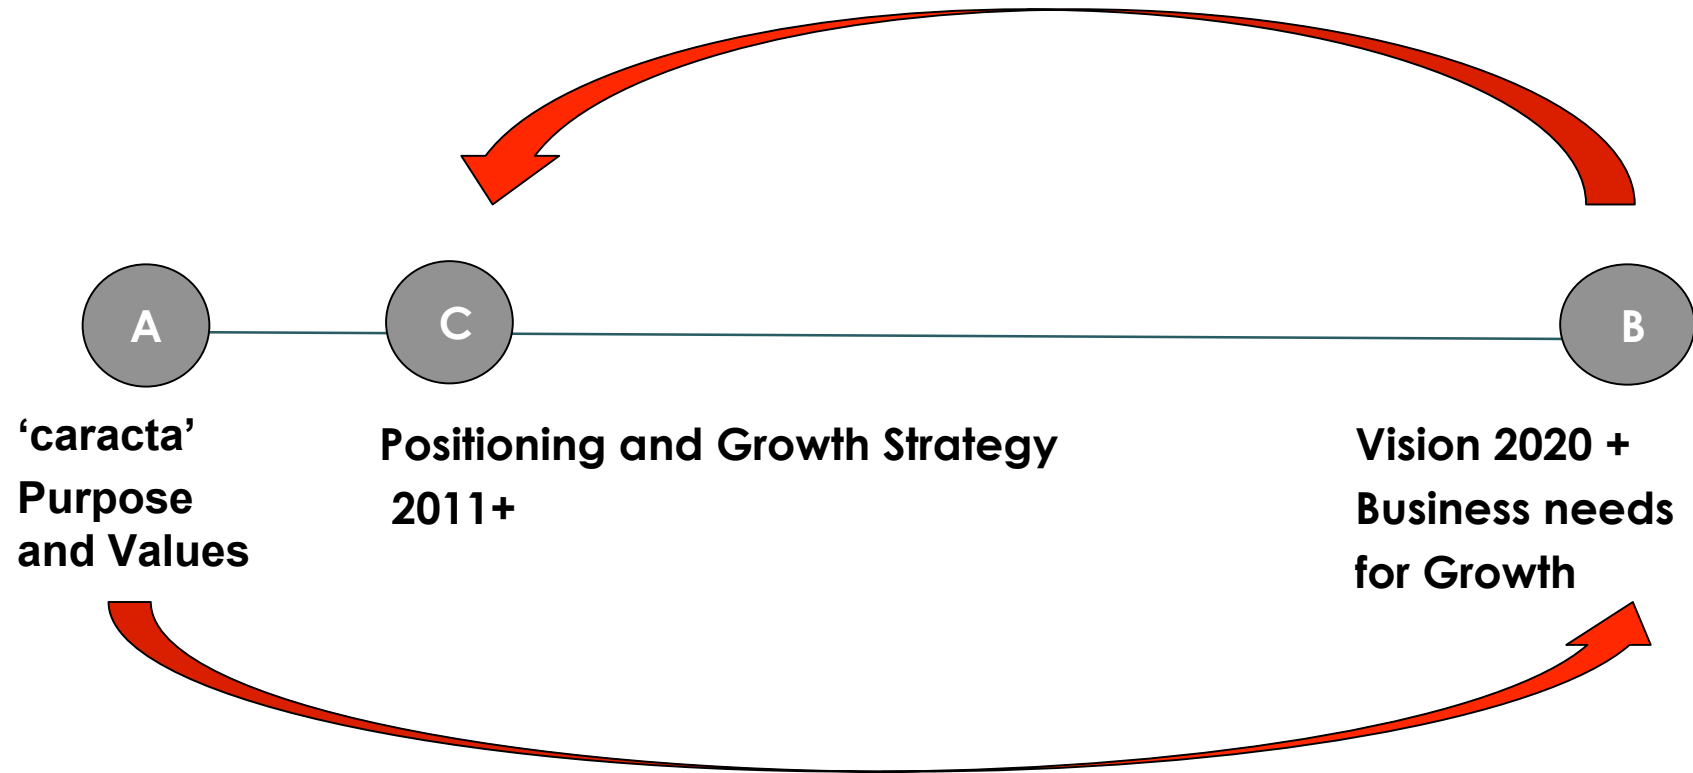 A
C
B
‘caracta’
Purpose
and Values
Positioning and Growth Strategy
2011+
Vision 2020 +
Business needs
for Growth